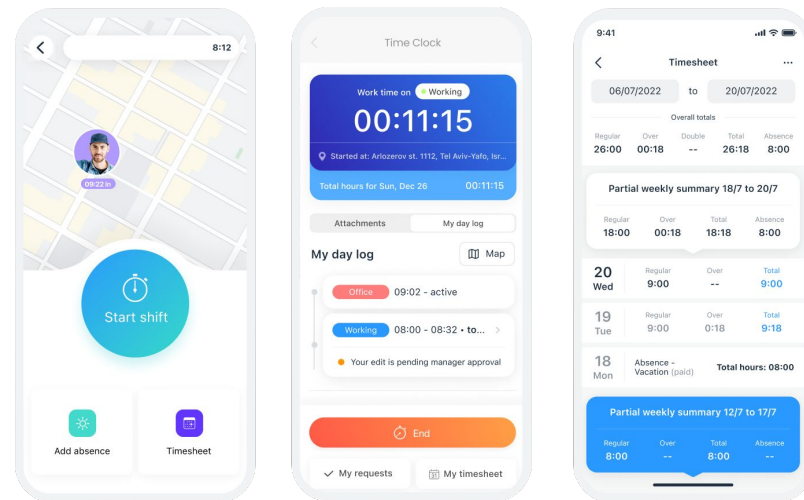 8:12
09:22 in
Start shift
Add absence
Timesheet
Time Clock
Work time on Working
00:11:15
Started at: Arlozerov st. 1112, Tel Aviv-Yafo, Isr...
Total hours for Sun, Dec 26 00:11:15
Attachments My day log
My day log Map
Office 09:02 - active
Working 08:00 - 08:32 • to...
Your edit is pending manager approval
End
My requests My timesheet
9:41
Timesheet ...
06/07/2022 to 20/07/2022
Overall totals
Regular Over Double Total Absence
26:00 00:18 -- 26:18 8:00
Partial weekly summary 18/7 to 20/7
Regular Over Total Absence
18:00 00:18 18:18 8:00
20 Regular Over Total
Wed 9:00 -- 9:00
19 Regular Over Total
Tue 9:00 0:18 9:18
18 Absence -
Mon Vacation (paid) Total hours: 08:00
Partial weekly summary 12/7 to 17/7
Regular Over Total Absence
8:00 -- 8:00 --